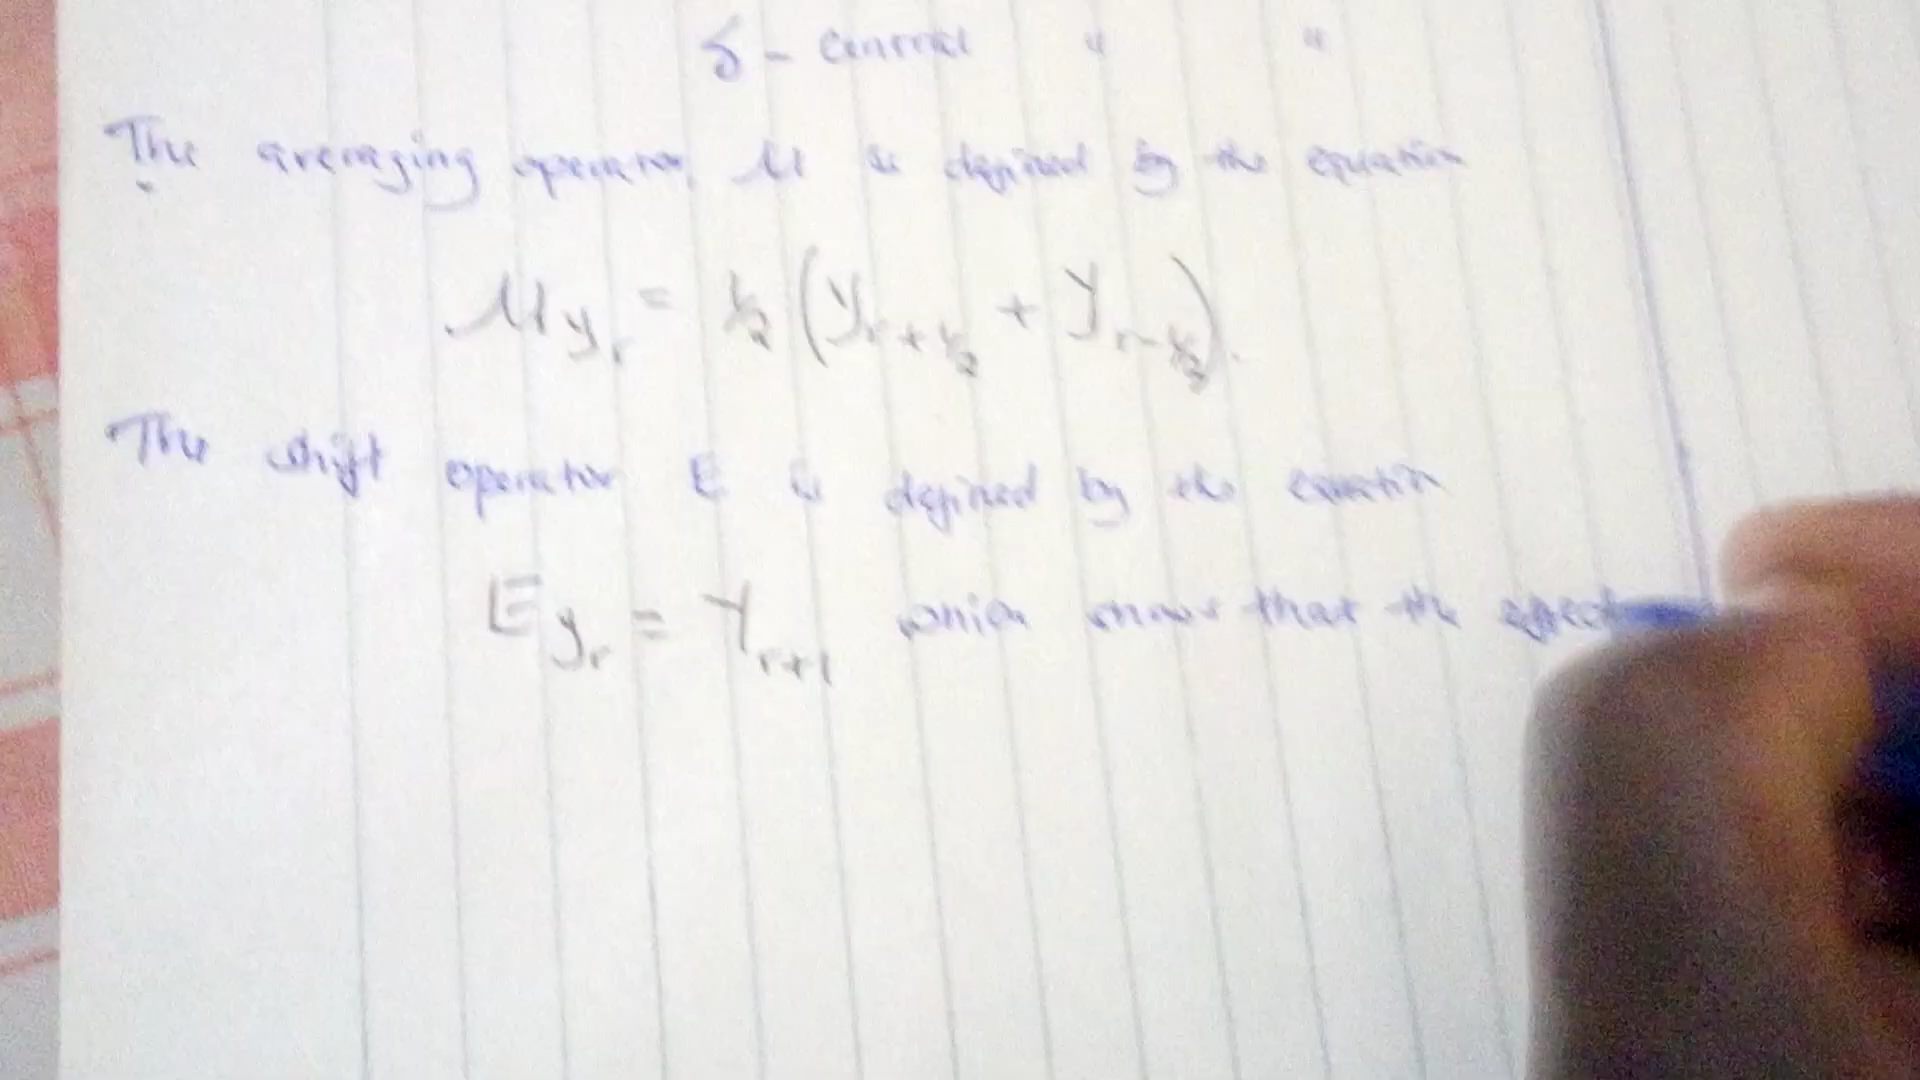 δ - central " "
The averaging operator, μ is defined by the equation
μy_r = ½ (y_{r+½} + y_{r-½}).
The shift operator E is defined by the equation
Ey_r = y_{r+1} which shows that the effect